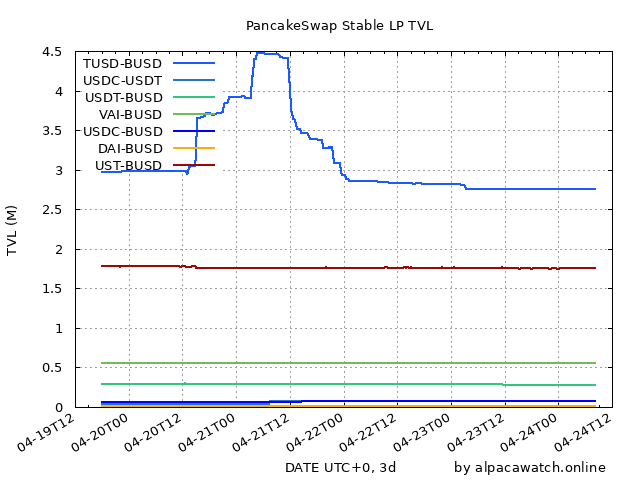 PancakeSwap Stable LP TVL
4.5
4
3.5
3
2.5
2
1.5
1
0.5
0
TVL (M)
TUSD-BUSD
USDC-USDT
USDT-BUSD
VAI-BUSD
USDC-BUSD
DAI-BUSD
UST-BUSD
04-19T12
04-20T00
04-20T12
04-21T00
04-21T12
04-22T00
04-22T12
04-23T00
04-23T12
04-24T00
04-24T12
DATE UTC+0, 3d
by alpacawatch.online